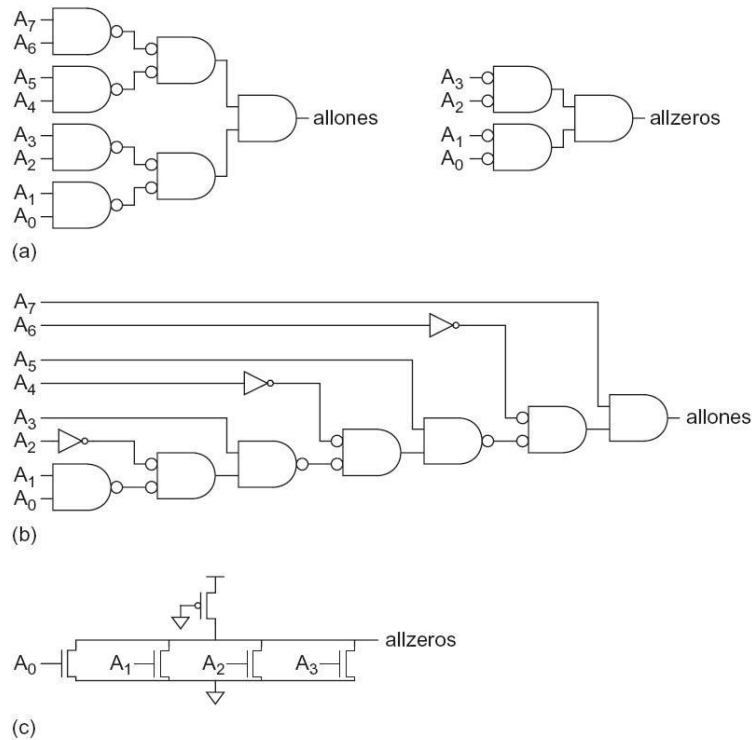 A7
A6
A5
A4
A3
A2
A1
A0
allones
A3
A2
A1
A0
allzeros
(a)
A7
A6
A5
A4
A3
A2
A1
A0
allones
(b)
allzeros
A0 A1 A2 A3
(c)